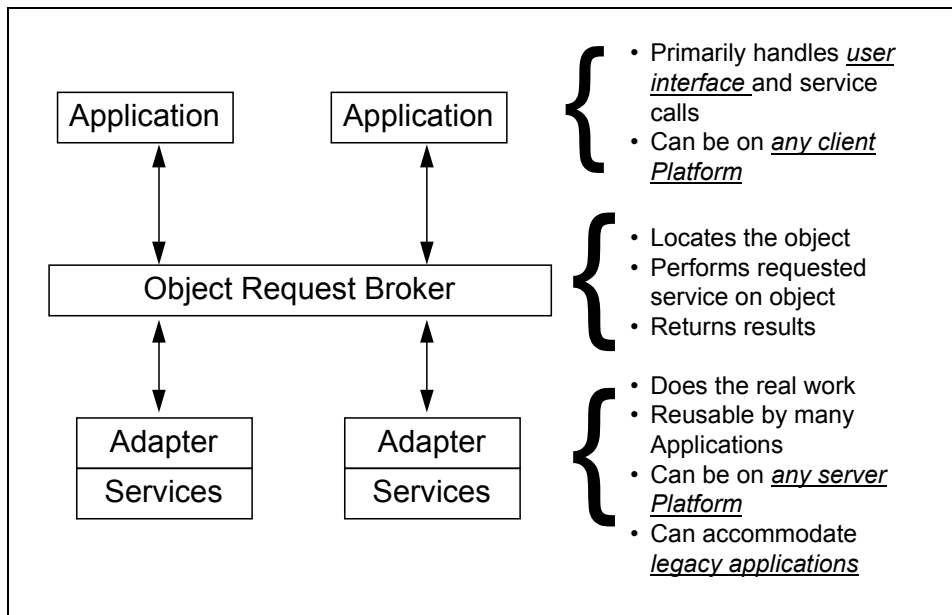 Application
Application
• Primarily handles user
interface and service
calls
• Can be on any client
Platform
Object Request Broker
• Locates the object
• Performs requested
service on object
• Returns results
Adapter
Services
Adapter
Services
• Does the real work
• Reusable by many
Applications
• Can be on any server
Platform
• Can accommodate
legacy applications